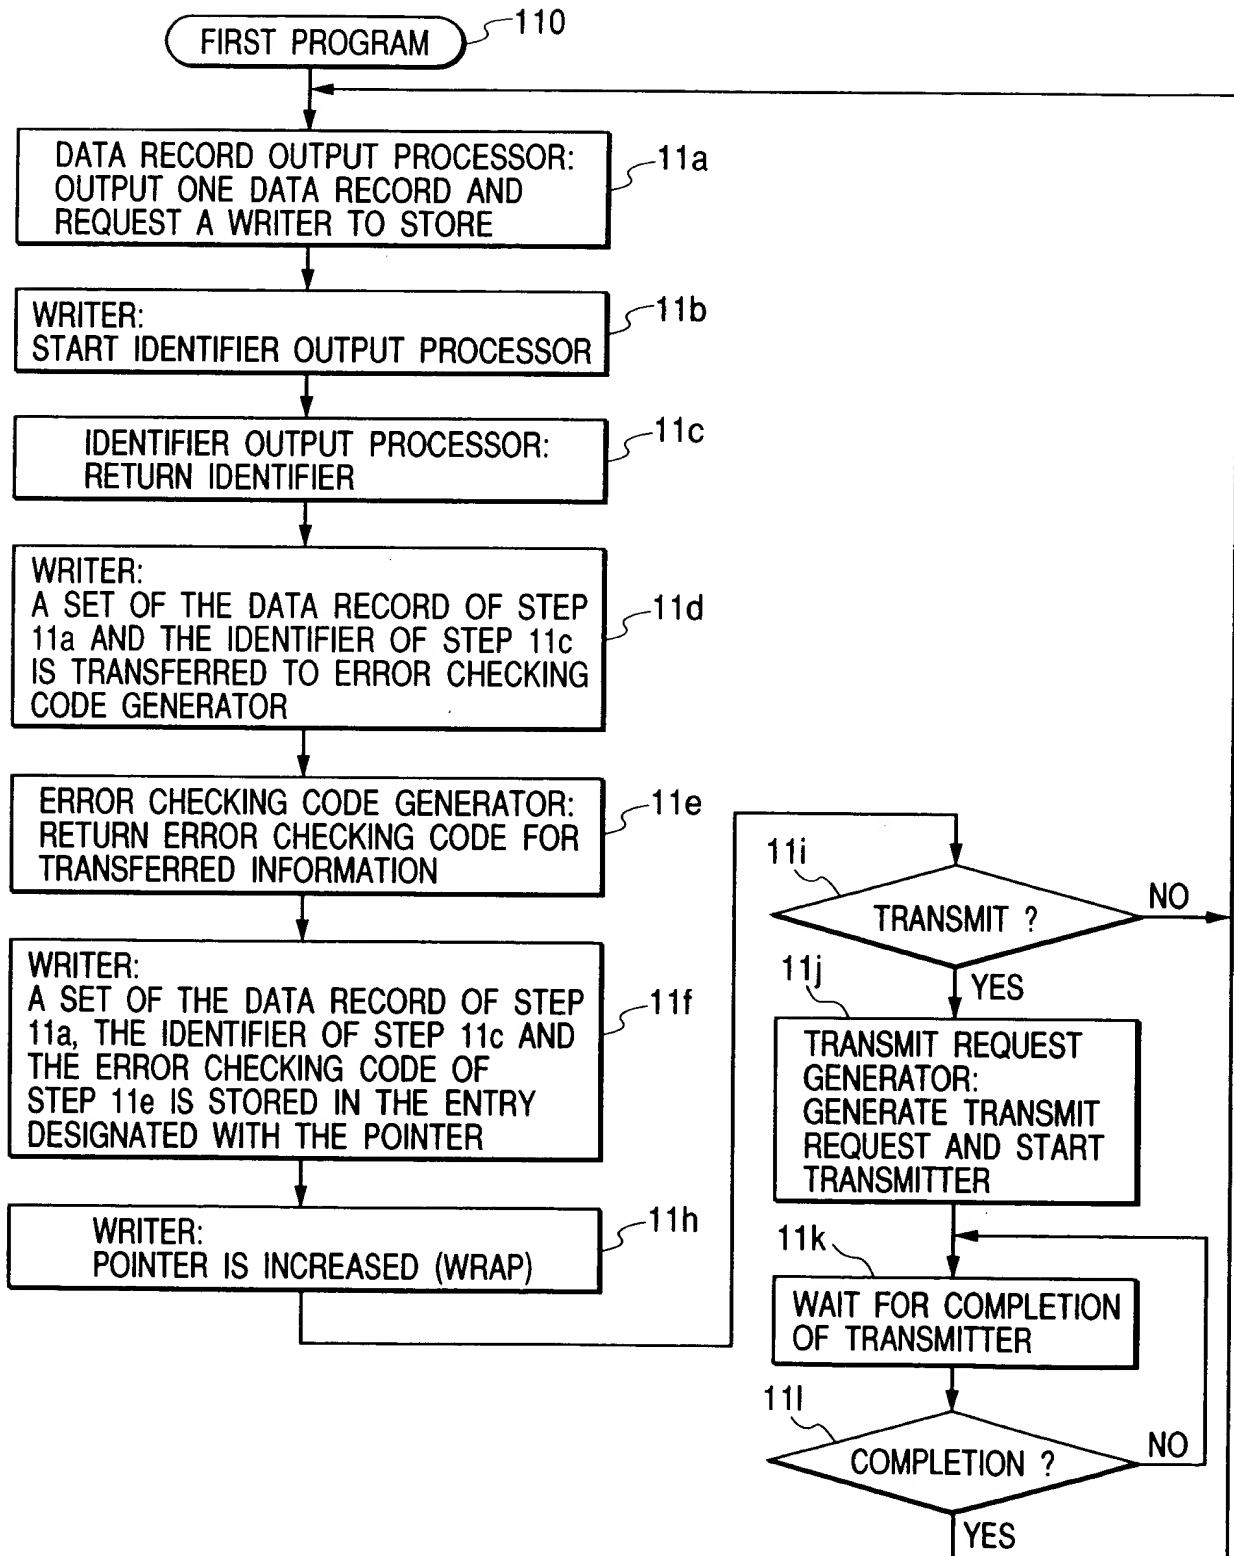 FIRST PROGRAM
110
DATA RECORD OUTPUT PROCESSOR:
OUTPUT ONE DATA RECORD AND
REQUEST A WRITER TO STORE
11a
WRITER:
START IDENTIFIER OUTPUT PROCESSOR
11b
IDENTIFIER OUTPUT PROCESSOR:
RETURN IDENTIFIER
11c
WRITER:
A SET OF THE DATA RECORD OF STEP
11a AND THE IDENTIFIER OF STEP 11c
IS TRANSFERRED TO ERROR CHECKING
CODE GENERATOR
11d
ERROR CHECKING CODE GENERATOR:
RETURN ERROR CHECKING CODE FOR
TRANSFERRED INFORMATION
11e
WRITER:
A SET OF THE DATA RECORD OF STEP
11a, THE IDENTIFIER OF STEP 11c AND
THE ERROR CHECKING CODE OF
STEP 11e IS STORED IN THE ENTRY
DESIGNATED WITH THE POINTER
11f
WRITER:
POINTER IS INCREASED (WRAP)
11h
11i
TRANSMIT ?
NO
YES
11j
TRANSMIT REQUEST
GENERATOR:
GENERATE TRANSMIT
REQUEST AND START
TRANSMITTER
11k
WAIT FOR COMPLETION
OF TRANSMITTER
11l
COMPLETION ?
NO
YES